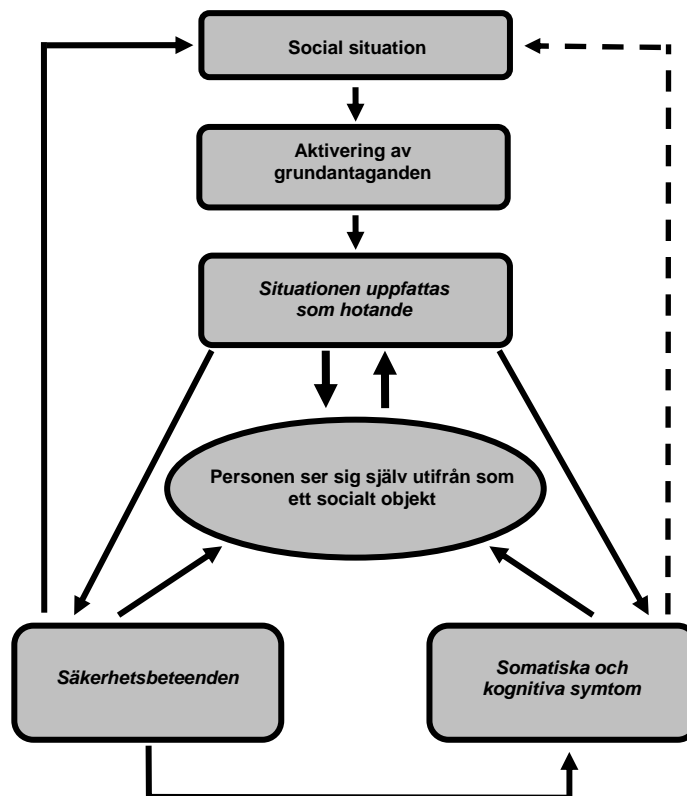 Social situation
Aktivering av
grundantaganden
Situationen uppfattas
som hotande
Personen ser sig själv utifrån som
ett socialt objekt
Säkerhetsbeteenden
Somatiska och
kognitiva symtom